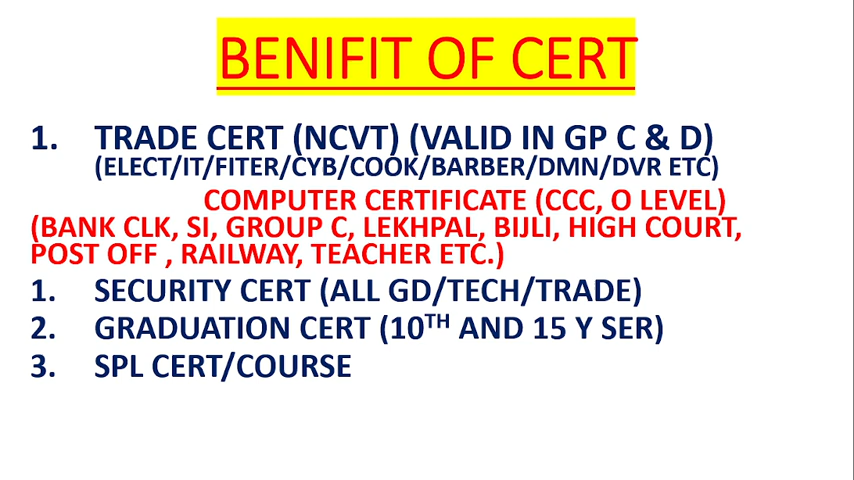 BENIFIT OF CERT
1. TRADE CERT (NCVT) (VALID IN GP C & D)
(ELECT/IT/FITER/CYB/COOK/BARBER/DMN/DVR ETC)
COMPUTER CERTIFICATE (CCC, O LEVEL)
(BANK CLK, SI, GROUP C, LEKHPAL, BIJLI, HIGH COURT,
POST OFF , RAILWAY, TEACHER ETC.)
1. SECURITY CERT (ALL GD/TECH/TRADE)
2. GRADUATION CERT (10TH AND 15 Y SER)
3. SPL CERT/COURSE